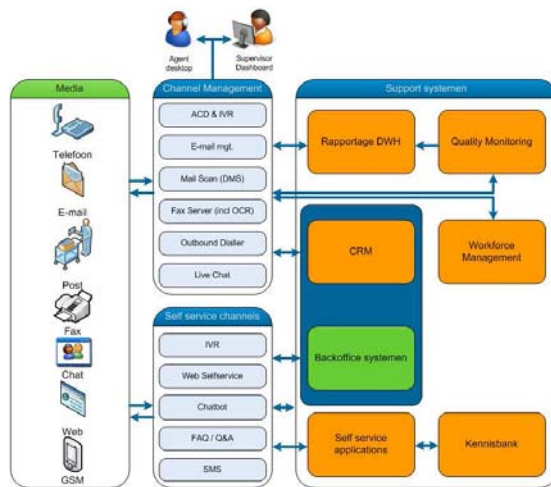 Agent
desktop
Supervisor
Dashboard
Media
Telefoon
E-mail
Post
Fax
Chat
Web
GSM
Channel Management
ACD & IVR
E-mail mgt.
Mail Scan (DMS)
Fax Server (incl OCR)
Outbound Dialler
Live Chat
Self service channels
IVR
Web Selfservice
Chatbot
FAQ / Q&A
SMS
Support systemen
Rapportage DWH
Quality Monitoring
CRM
Workforce
Management
Backoffice systemen
Self service
applications
Kennisbank